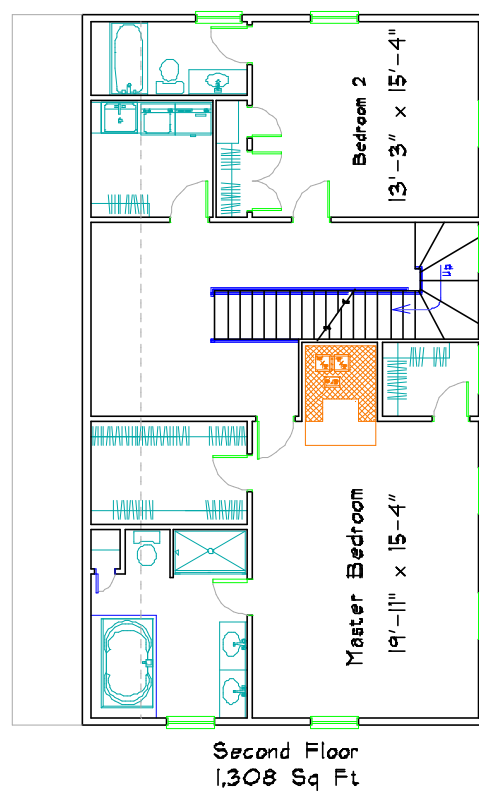 Bedroom 2
13'-3" x 15'-4"
Up
Master Bedroom
19'-11" x 15-4"
Second Floor
1,308 Sq Ft